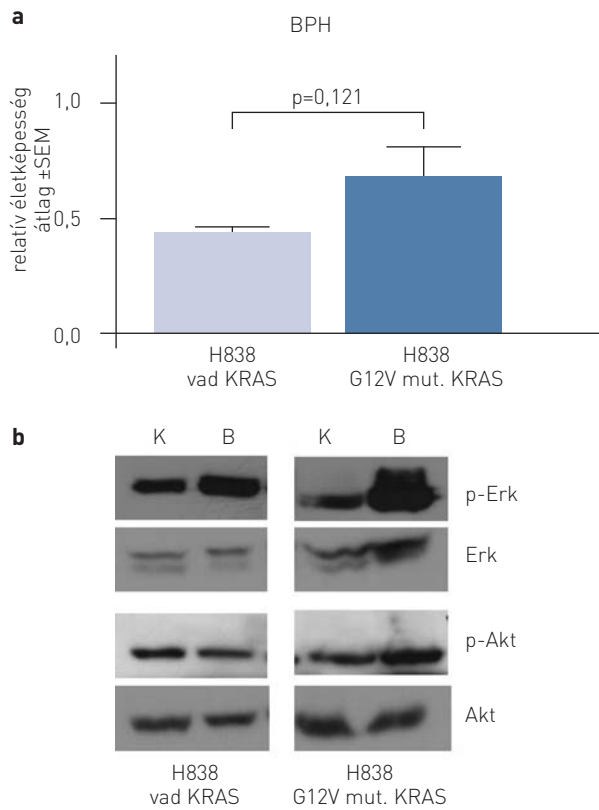 a
BPH
relatív életképesség
átlag ±SEM
1,0
0,5
0,0
p=0,121
H838
vad KRAS
H838
G12V mut. KRAS
b
K B K B
p-Erk
Erk
p-Akt
Akt
H838
vad KRAS
H838
G12V mut. KRAS